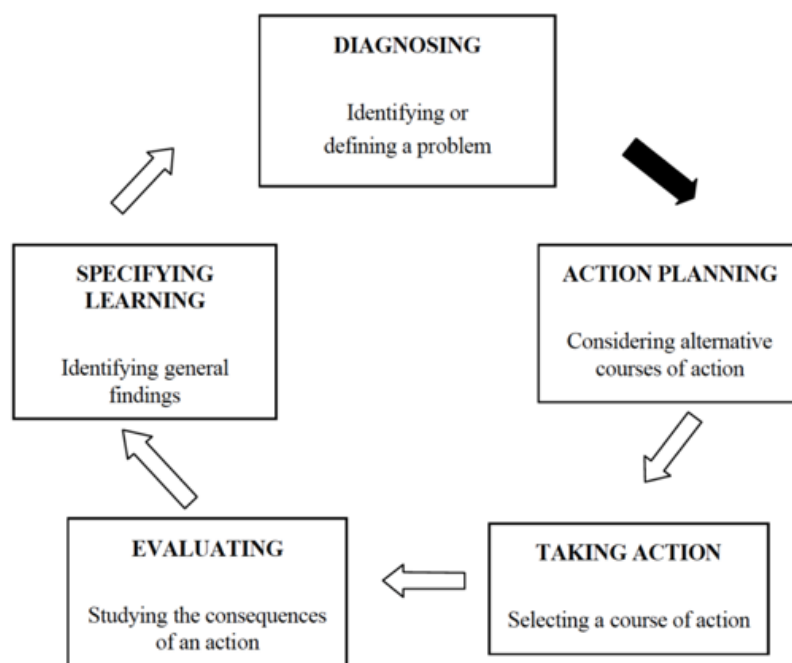 DIAGNOSING
Identifying or
defining a problem
ACTION PLANNING
Considering alternative
courses of action
TAKING ACTION
Selecting a course of action
EVALUATING
Studying the consequences
of an action
SPECIFYING
LEARNING
Identifying general
findings